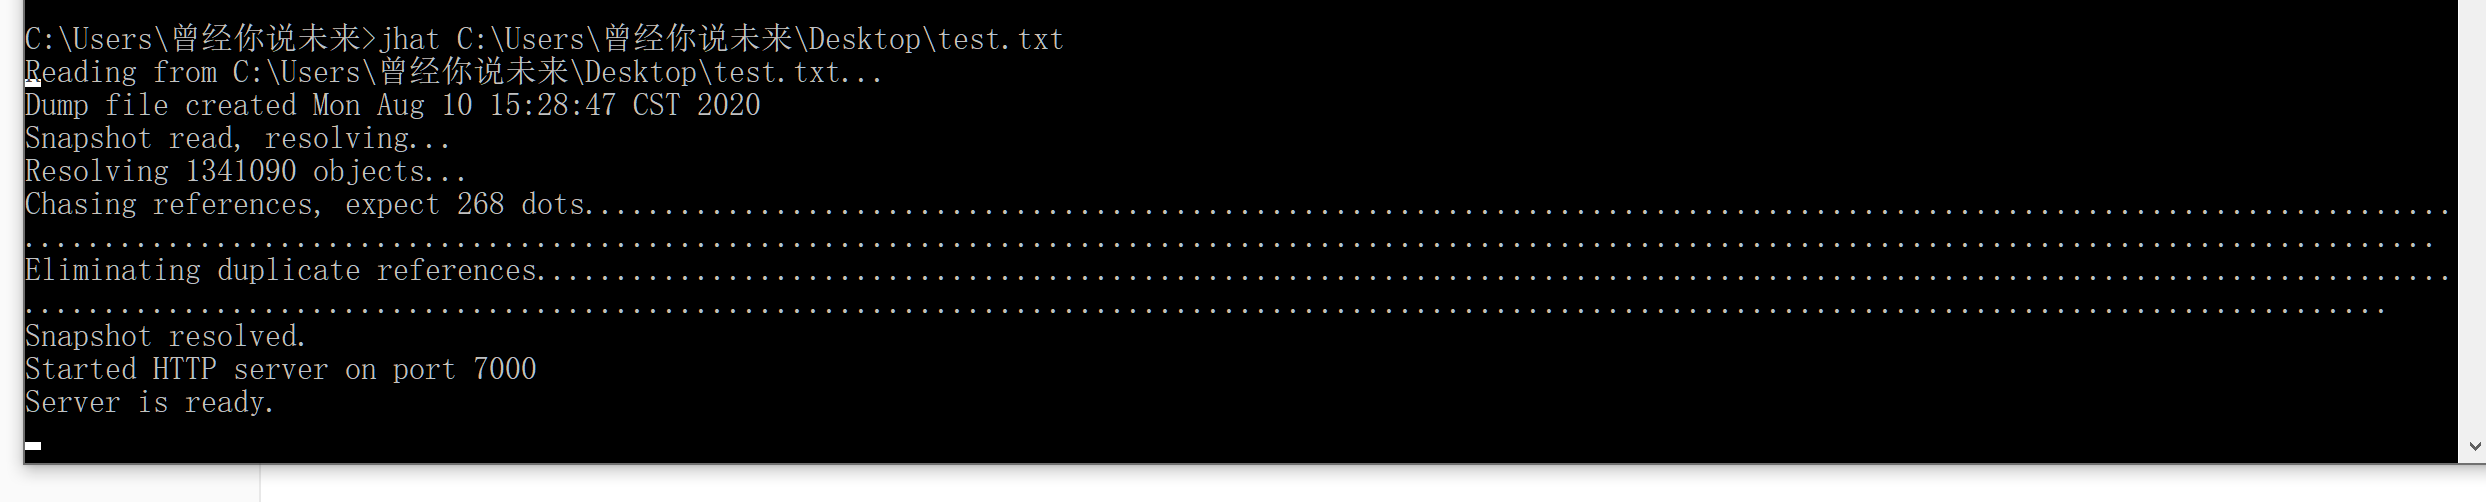 C:\Users\曾经你说未来>jhat C:\Users\曾经你说未来\Desktop\test.txt
Reading from C:\Users\曾经你说未来\Desktop\test.txt...
Dump file created Mon Aug 10 15:28:47 CST 2020
Snapshot read, resolving...
Resolving 1341090 objects...
Chasing references, expect 268 dots.....................................................................................................................
.......................................................................................................................................................
Eliminating duplicate references........................................................................................................................
....................................................................................................................................................
Snapshot resolved.
Started HTTP server on port 7000
Server is ready.